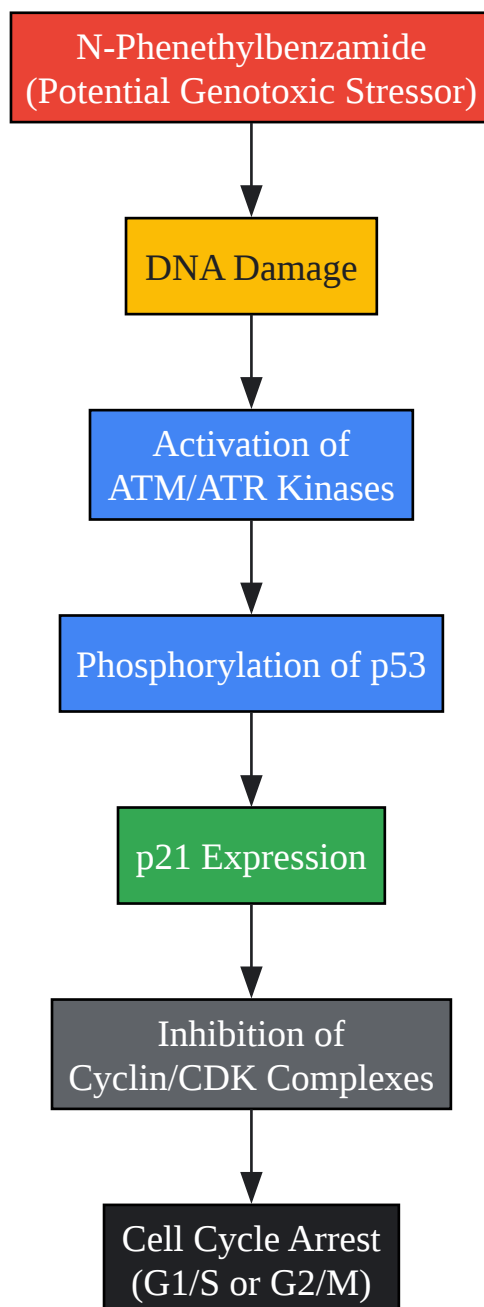 N-Phenethylbenzamide
(Potential Genotoxic Stressor)
DNA Damage
Activation of
ATM/ATR Kinases
Phosphorylation of p53
p21 Expression
Inhibition of
Cyclin/CDK Complexes
Cell Cycle Arrest
(G1/S or G2/M)